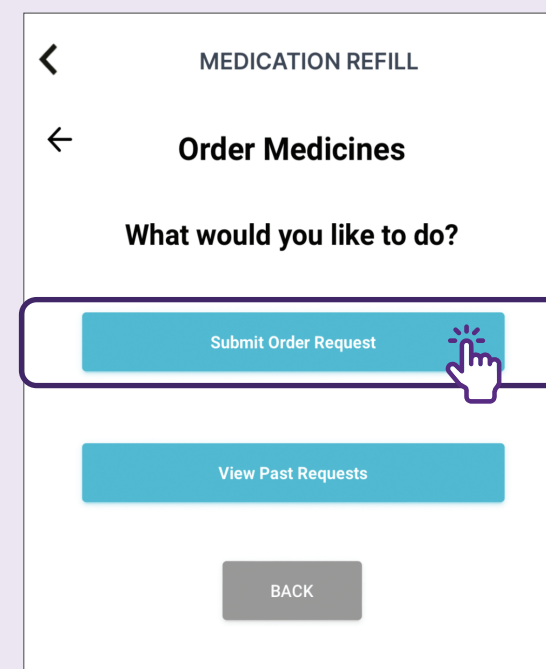 MEDICATION REFILL
Order Medicines
What would you like to do?
Submit Order Request
View Past Requests
BACK